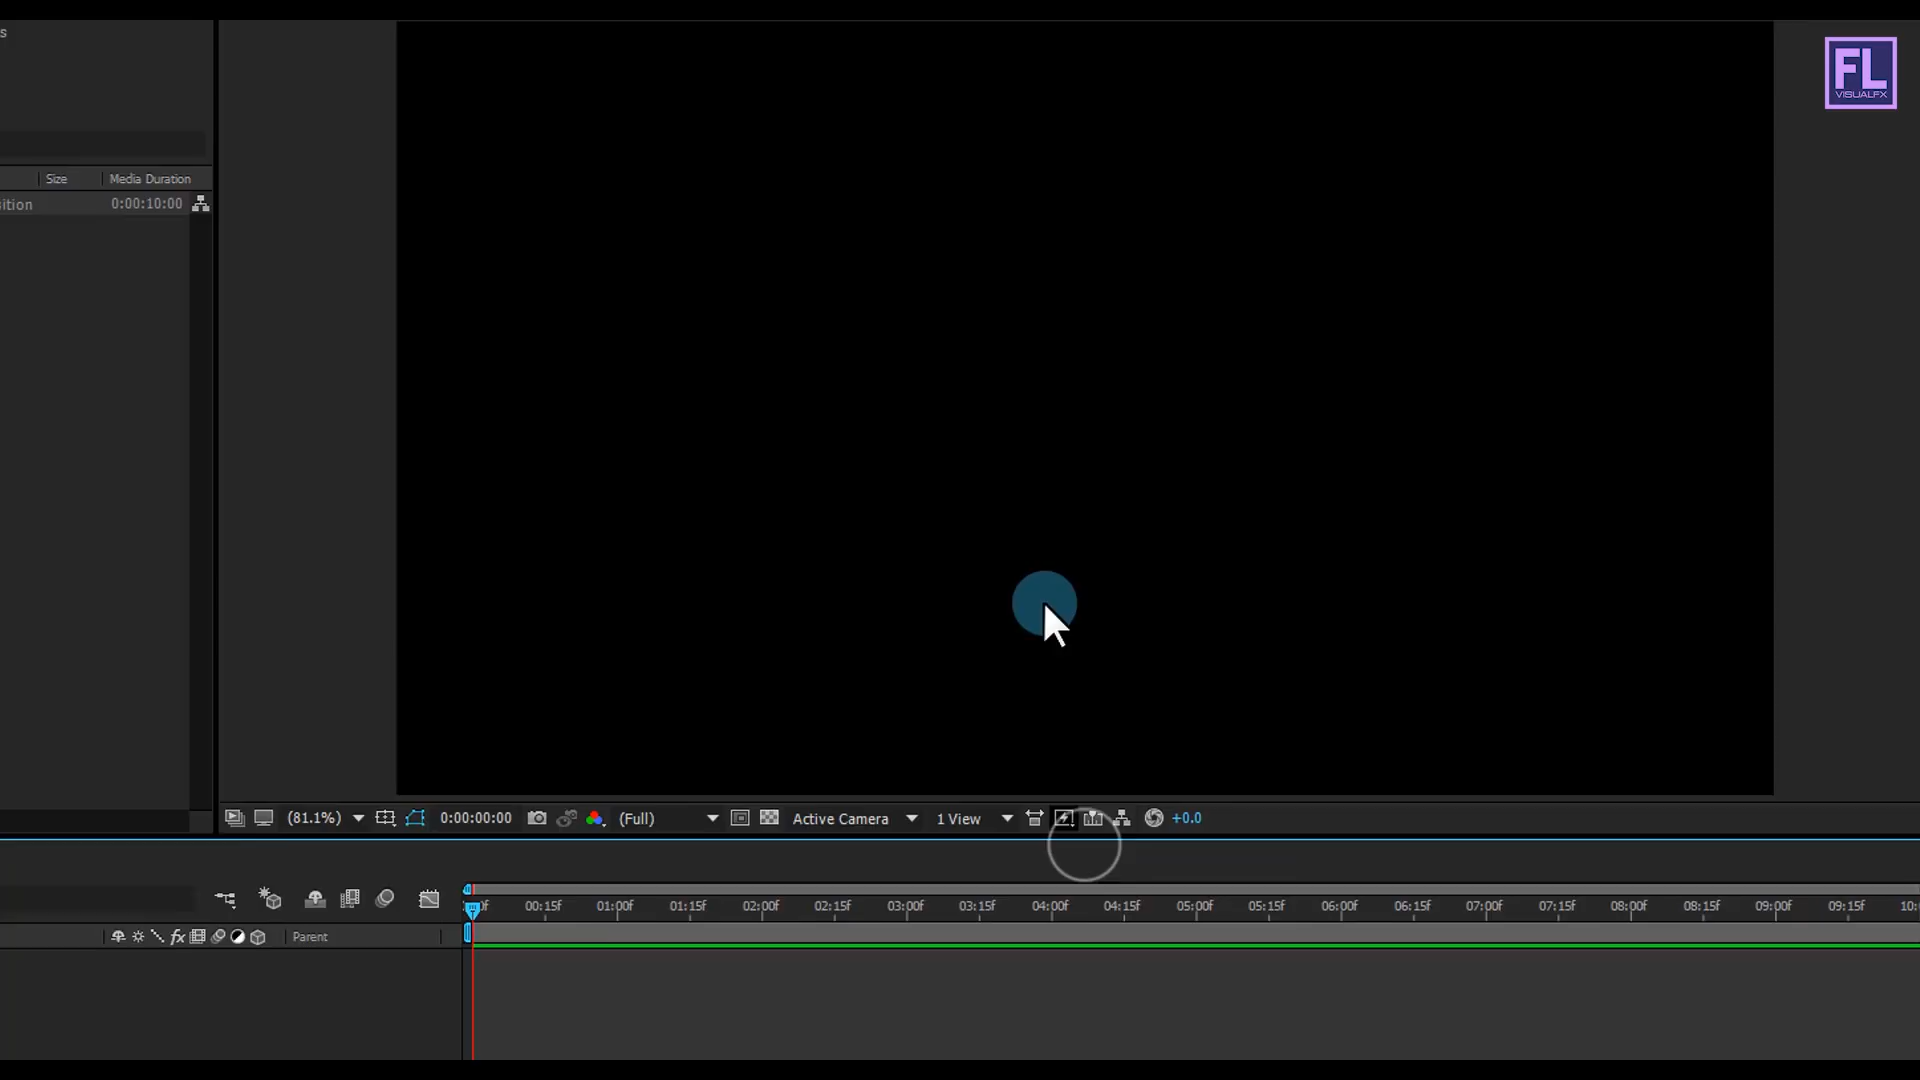 s
FL
VISUALFX
Size Media Duration
ition 0:00:10:00
(81.1%) 0:00:00:00 (Full) Active Camera 1 View +0.0
0f 00:15f 01:00f 01:15f 02:00f 02:15f 03:00f 03:15f 04:00f 04:15f 05:00f 05:15f 06:00f 06:15f 07:00f 07:15f 08:00f 08:15f 09:00f 09:15f 10:
fx Parent